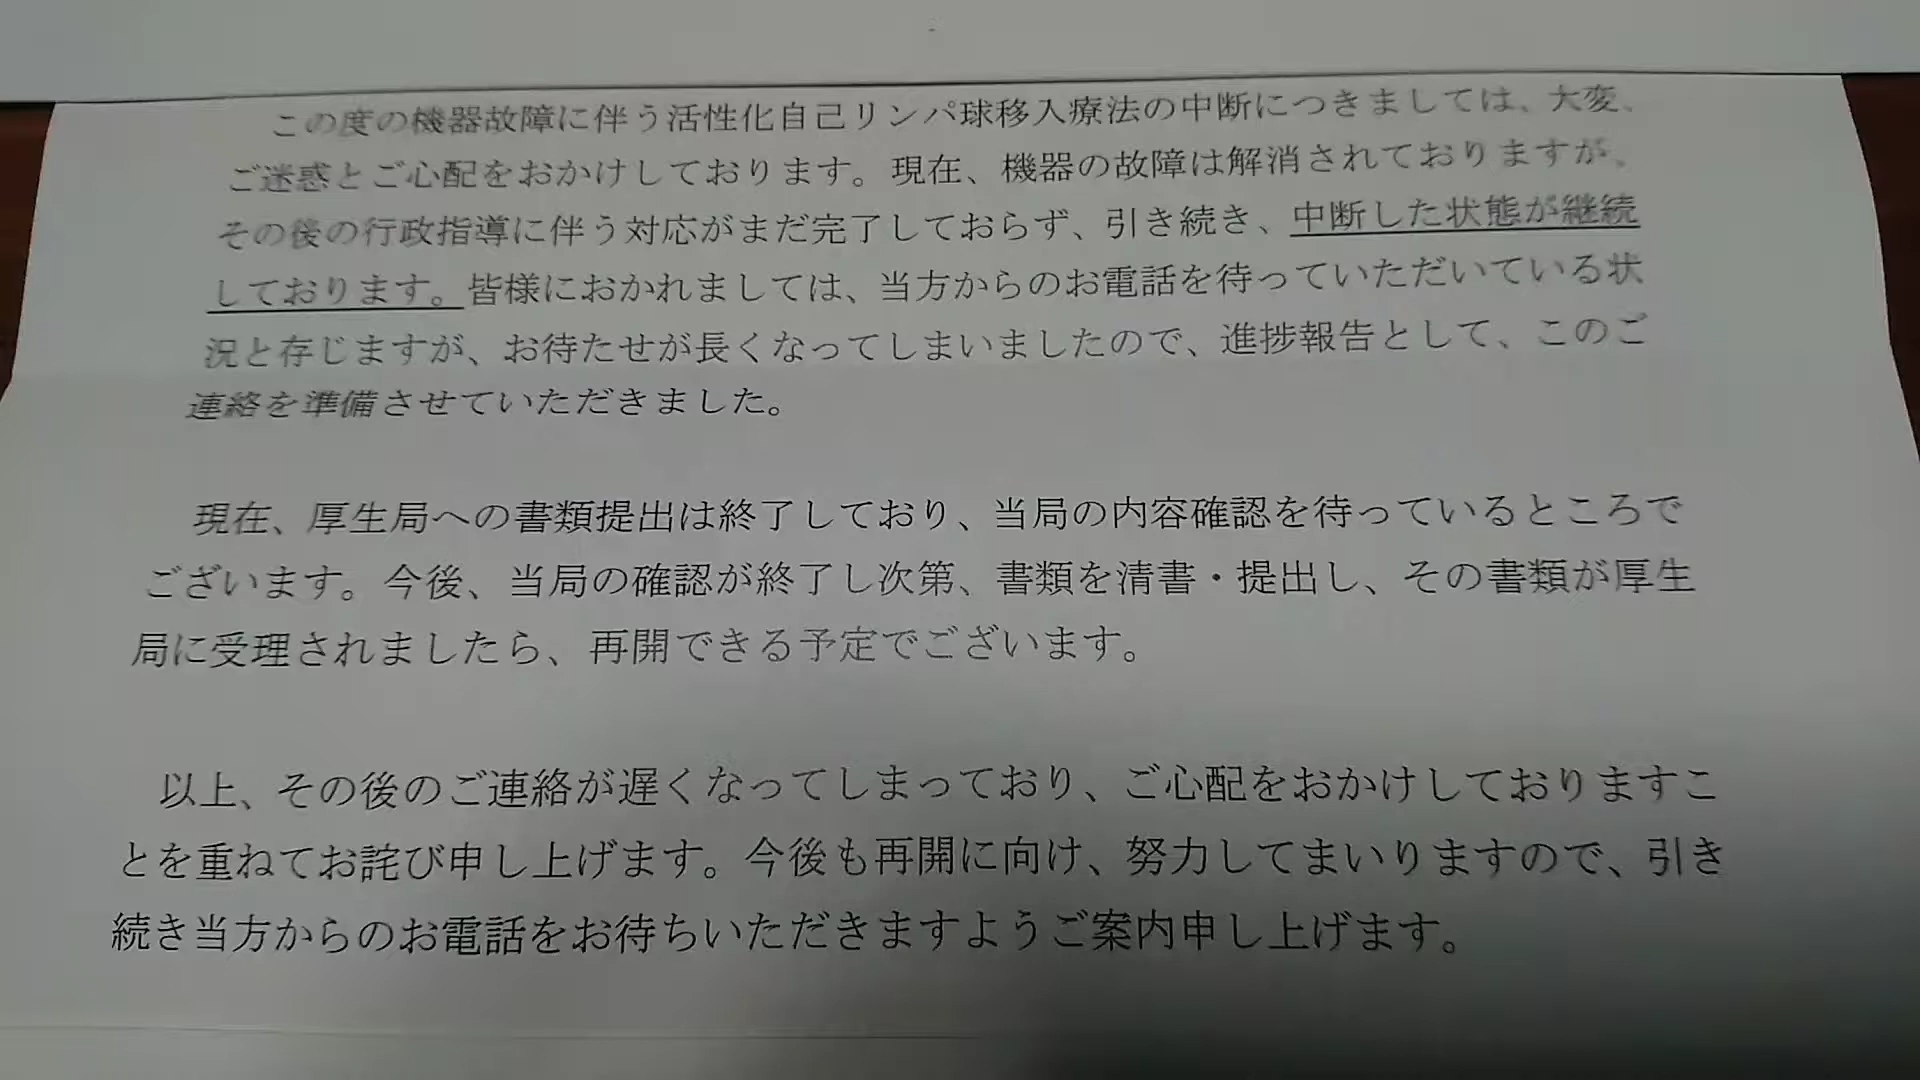 この度の機器故障に伴う活性化自己リンパ球移入療法の中断につきましては、大変、
ご迷惑とご心配をおかけしております。現在、機器の故障は解消されておりますが、
その後の行政指導に伴う対応がまだ完了しておらず、引き続き、中断した状態が継続
しております。皆様におかれましては、当方からのお電話を待っていただいている状
況と存じますが、お待たせが長くなってしまいましたので、進捗報告として、このご
連絡を準備させていただきました。
現在、厚生局への書類提出は終了しており、当局の内容確認を待っているところで
ございます。今後、当局の確認が終了し次第、書類を清書・提出し、その書類が厚生
局に受理されましたら、再開できる予定でございます。
以上、その後のご連絡が遅くなってしまっており、ご心配をおかけしておりますこ
とを重ねてお詫び申し上げます。今後も再開に向け、努力してまいりますので、引き
続き当方からのお電話をお待ちいただきますようご案内申し上げます。